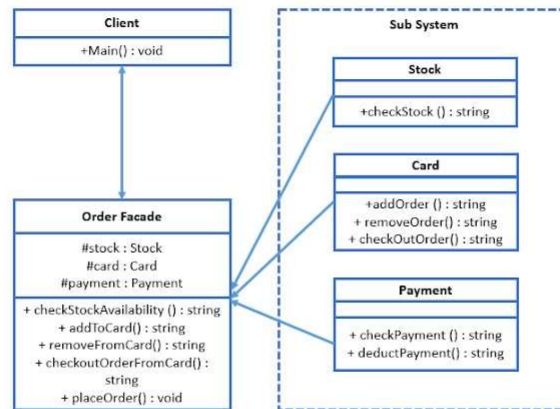 Client
+Main() : void
Sub System
Stock
+checkStock () : string
Card
+addOrder () : string
+ removeOrder() : string
+ checkOutOrder() : string
Order Facade
#stock : Stock
#card : Card
#payment : Payment
+ checkStockAvailability () : string
+ addToCard() : string
+ removeFromCard() : string
+ checkoutOrderFromCard() :
string
+ placeOrder() : void
Payment
+ checkPayment () : string
+ deductPayment() : string